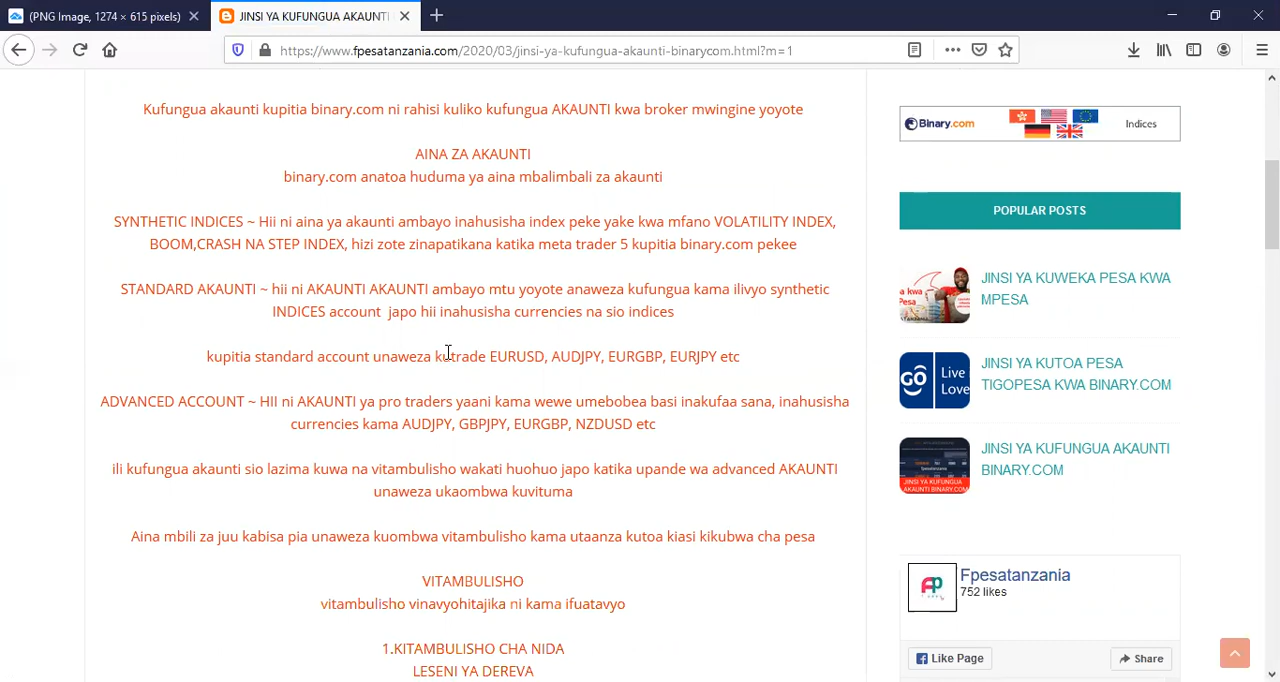 (PNG Image, 1274 × 615 pixels)
JINSI YA KUFUNGUA AKAUNTI
https://www.fpesatanzania.com/2020/03/jinsi-ya-kufungua-akaunti-binarycom.html?m=1
Kufungua akaunti kupitia binary.com ni rahisi kuliko kufungua AKAUNTI kwa broker mwingine yoyote
AINA ZA AKAUNTI
binary.com anatoa huduma ya aina mbalimbali za akaunti
SYNTHETIC INDICES ~ Hii ni aina ya akaunti ambayo inahusisha index peke yake kwa mfano VOLATILITY INDEX,
BOOM,CRASH NA STEP INDEX, hizi zote zinapatikana katika meta trader 5 kupitia binary.com pekee
STANDARD AKAUNTI ~ hii ni AKAUNTI AKAUNTI ambayo mtu yoyote anaweza kufungua kama ilivyo synthetic
INDICES account japo hii inahusisha currencies na sio indices
kupitia standard account unaweza kutrade EURUSD, AUDJPY, EURGBP, EURJPY etc
ADVANCED ACCOUNT ~ HII ni AKAUNTI ya pro traders yaani kama wewe umebobea basi inakufaa sana, inahusisha
currencies kama AUDJPY, GBPJPY, EURGBP, NZDUSD etc
ili kufungua akaunti sio lazima kuwa na vitambulisho wakati huohuo japo katika upande wa advanced AKAUNTI
unaweza ukaombwa kuvituma
Aina mbili za juu kabisa pia unaweza kuombwa vitambulisho kama utaanza kutoa kiasi kikubwa cha pesa
VITAMBULISHO
vitambulisho vinavyohitajika ni kama ifuatavyo
1.KITAMBULISHO CHA NIDA
LESENI YA DEREVA
Binary.com
Indices
POPULAR POSTS
JINSI YA KUWEKA PESA KWA
MPESA
JINSI YA KUTOA PESA
TIGOPESA KWA BINARY.COM
GO
Live
Love
JINSI YA KUFUNGUA AKAUNTI
BINARY.COM
JINSI YA KUFUNGUA
AKAUNTI BINARY.COM
Fpesatanzania
752 likes
Like Page
Share